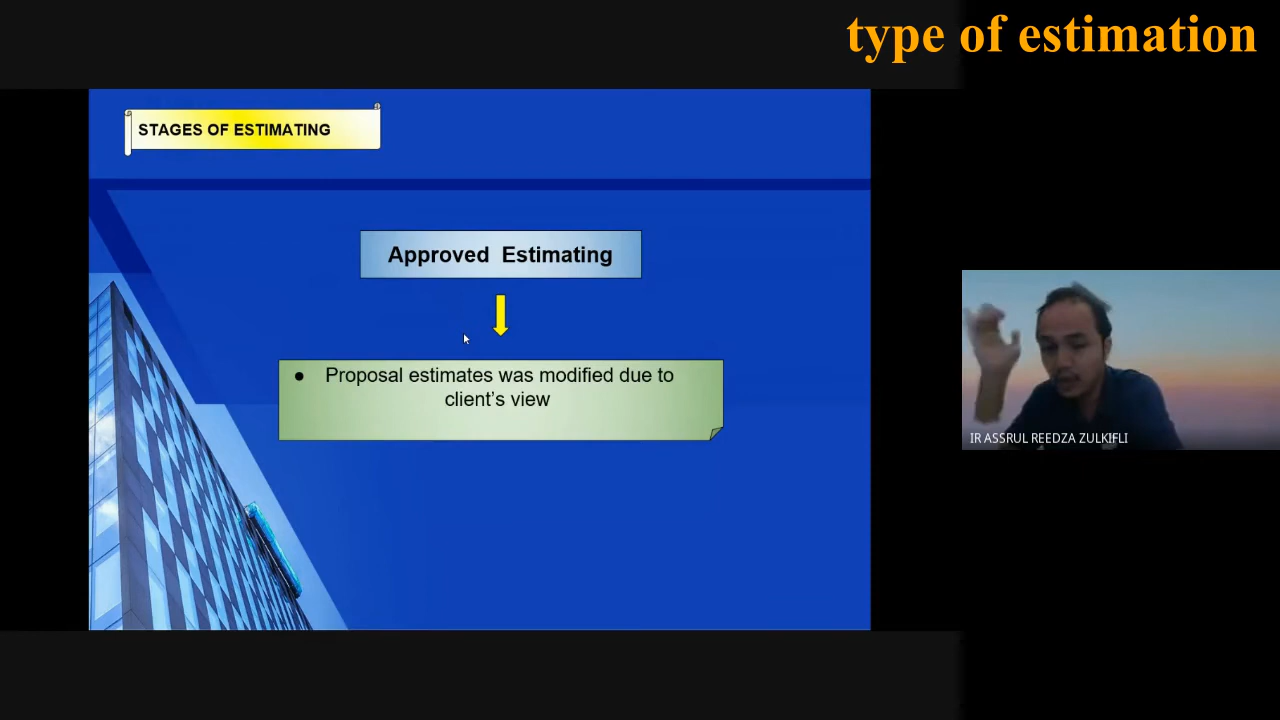 type of estimation
STAGES OF ESTIMATING
Approved Estimating
● Proposal estimates was modified due to
client's view
IR ASSRUL REEDZA ZULKIFLI